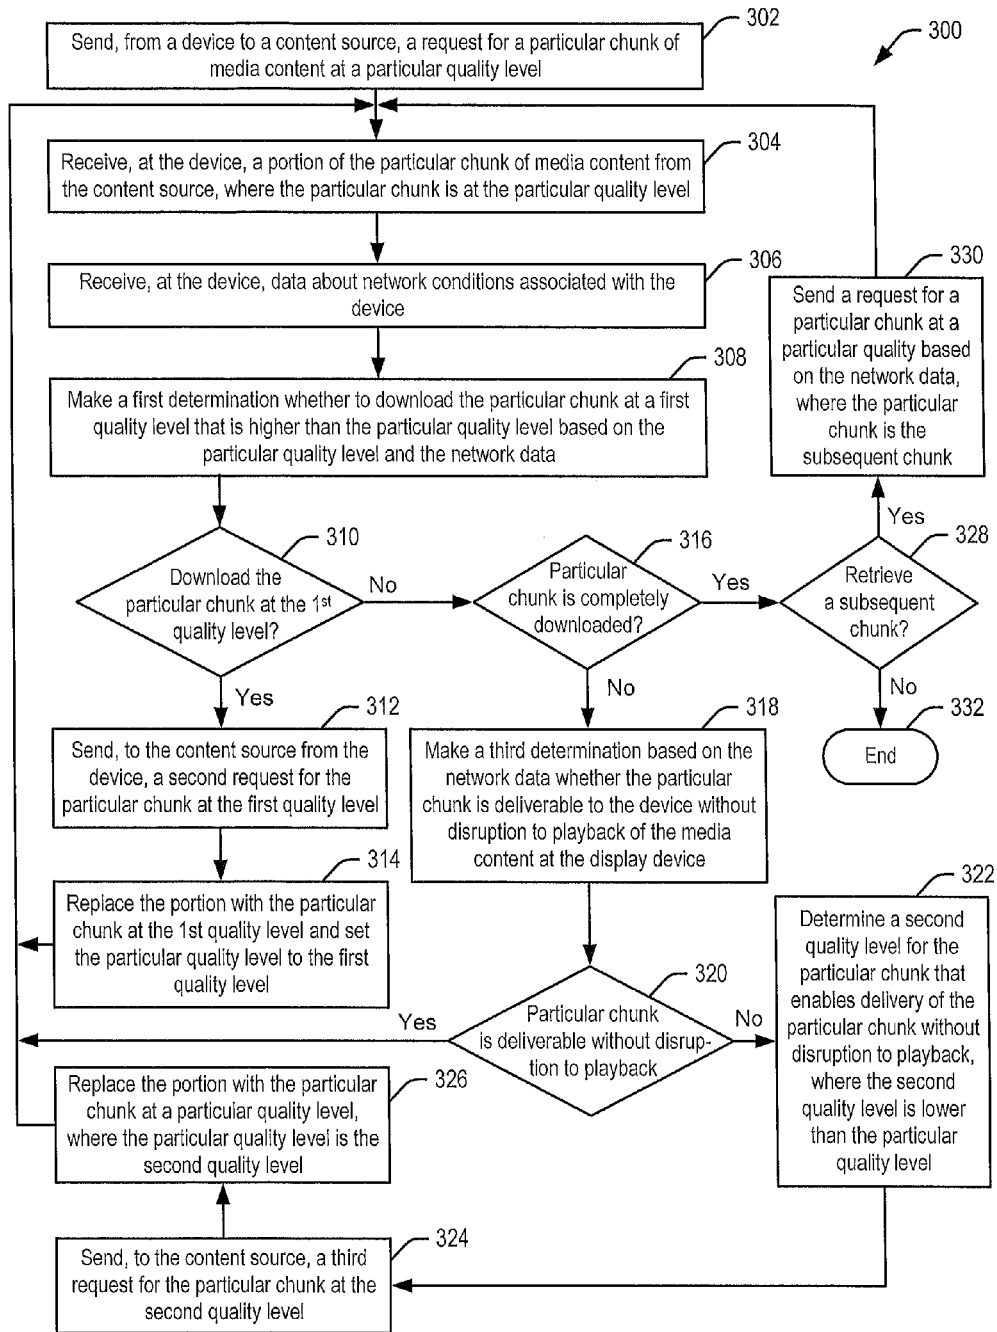 302
300
Send, from a device to a content source, a request for a particular chunk of
media content at a particular quality level
304
Receive, at the device, a portion of the particular chunk of media content from
the content source, where the particular chunk is at the particular quality level
306
Receive, at the device, data about network conditions associated with the
device
330
Send a request for a
particular chunk at a
particular quality based
on the network data,
where the particular
chunk is the
subsequent chunk
308
Make a first determination whether to download the particular chunk at a first
quality level that is higher than the particular quality level based on the
particular quality level and the network data
310
Download the
particular chunk at the 1st
quality level?
No
Yes
316
Particular
chunk is completely
downloaded?
Yes
No
Yes
328
Retrieve
a subsequent
chunk?
No
332
End
312
Send, to the content source from the
device, a second request for the
particular chunk at the first quality level
318
Make a third determination based on the
network data whether the particular
chunk is deliverable to the device without
disruption to playback of the media
content at the display device
314
Replace the portion with the particular
chunk at the 1st quality level and set
the particular quality level to the first
quality level
320
Particular chunk
is deliverable without disrup-
tion to playback
Yes
No
322
Determine a second
quality level for the
particular chunk that
enables delivery of the
particular chunk without
disruption to playback,
where the second
quality level is lower
than the particular
quality level
326
Replace the portion with the particular
chunk at a particular quality level,
where the particular quality level is the
second quality level
324
Send, to the content source, a third
request for the particular chunk at the
second quality level